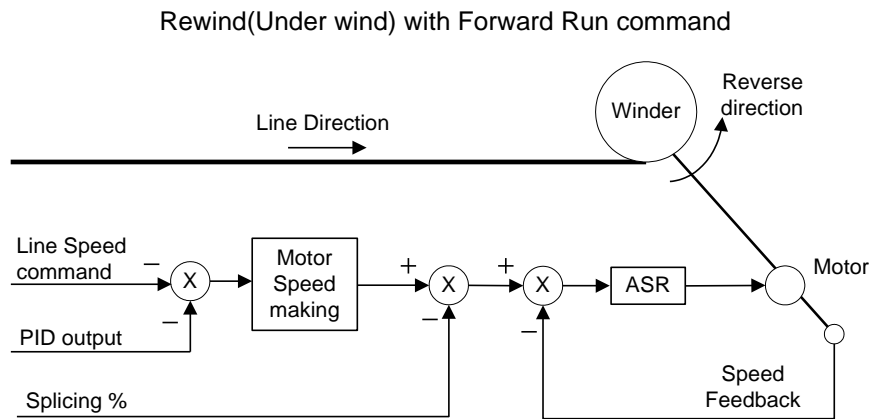 Rewind(Under wind) with Forward Run command
Reverse
direction
Winder
Line Direction
Line Speed
command
−
X
−
PID output
Motor
Speed
making
+
X
−
Splicing %
+
X
−
ASR
Motor
Speed
Feedback